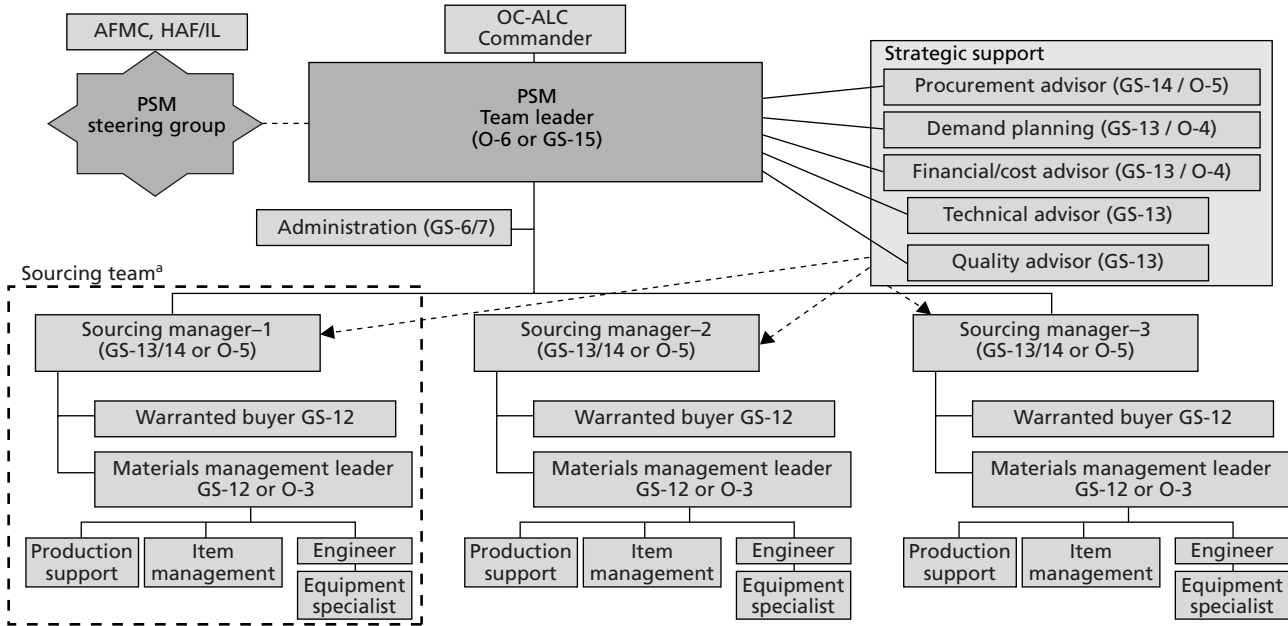 AFMC, HAF/IL
PSM
steering group
OC-ALC
Commander
PSM
Team leader
(O-6 or GS-15)
Strategic support
Procurement advisor (GS-14 / O-5)
Demand planning (GS-13 / O-4)
Financial/cost advisor (GS-13 / O-4)
Technical advisor (GS-13)
Quality advisor (GS-13)
Administration (GS-6/7)
Sourcing teamᵃ
Sourcing manager–1
(GS-13/14 or O-5)
Warranted buyer GS-12
Materials management leader
GS-12 or O-3
Production
support
Item
management
Engineer
Equipment
specialist
Sourcing manager–2
(GS-13/14 or O-5)
Warranted buyer GS-12
Materials management leader
GS-12 or O-3
Production
support
Item
management
Engineer
Equipment
specialist
Sourcing manager–3
(GS-13/14 or O-5)
Warranted buyer GS-12
Materials management leader
GS-12 or O-3
Production
support
Item
management
Engineer
Equipment
specialist